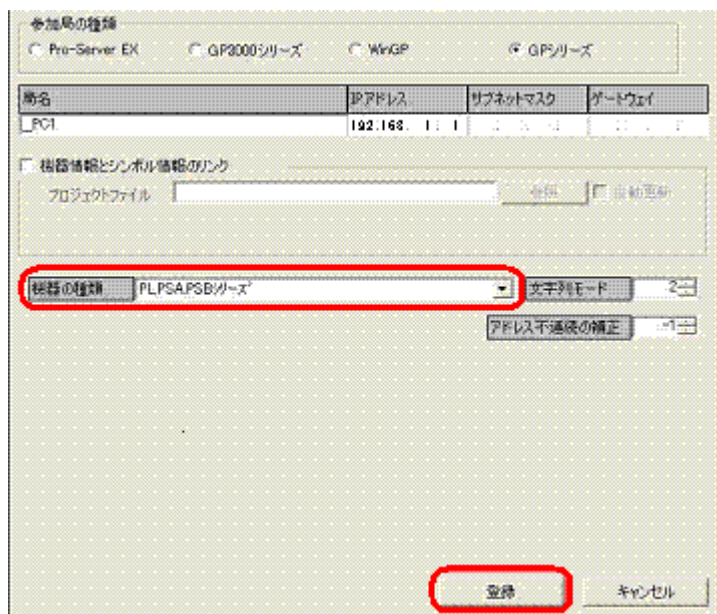 参加局の種類
Pro-Server EX GP3000シリーズ WinGP GPシリーズ
局名 IPアドレス サブネットマスク ゲートウェイ
_PC1 192.168. 1: 1
機器情報とシンボル情報のリンク
プロジェクトファイル 参照 自動更新
機器の種類 PL,PSA,PSBシリーズ 文字列モード 2
アドレス不連続の補正 -1
登録 キャンセル